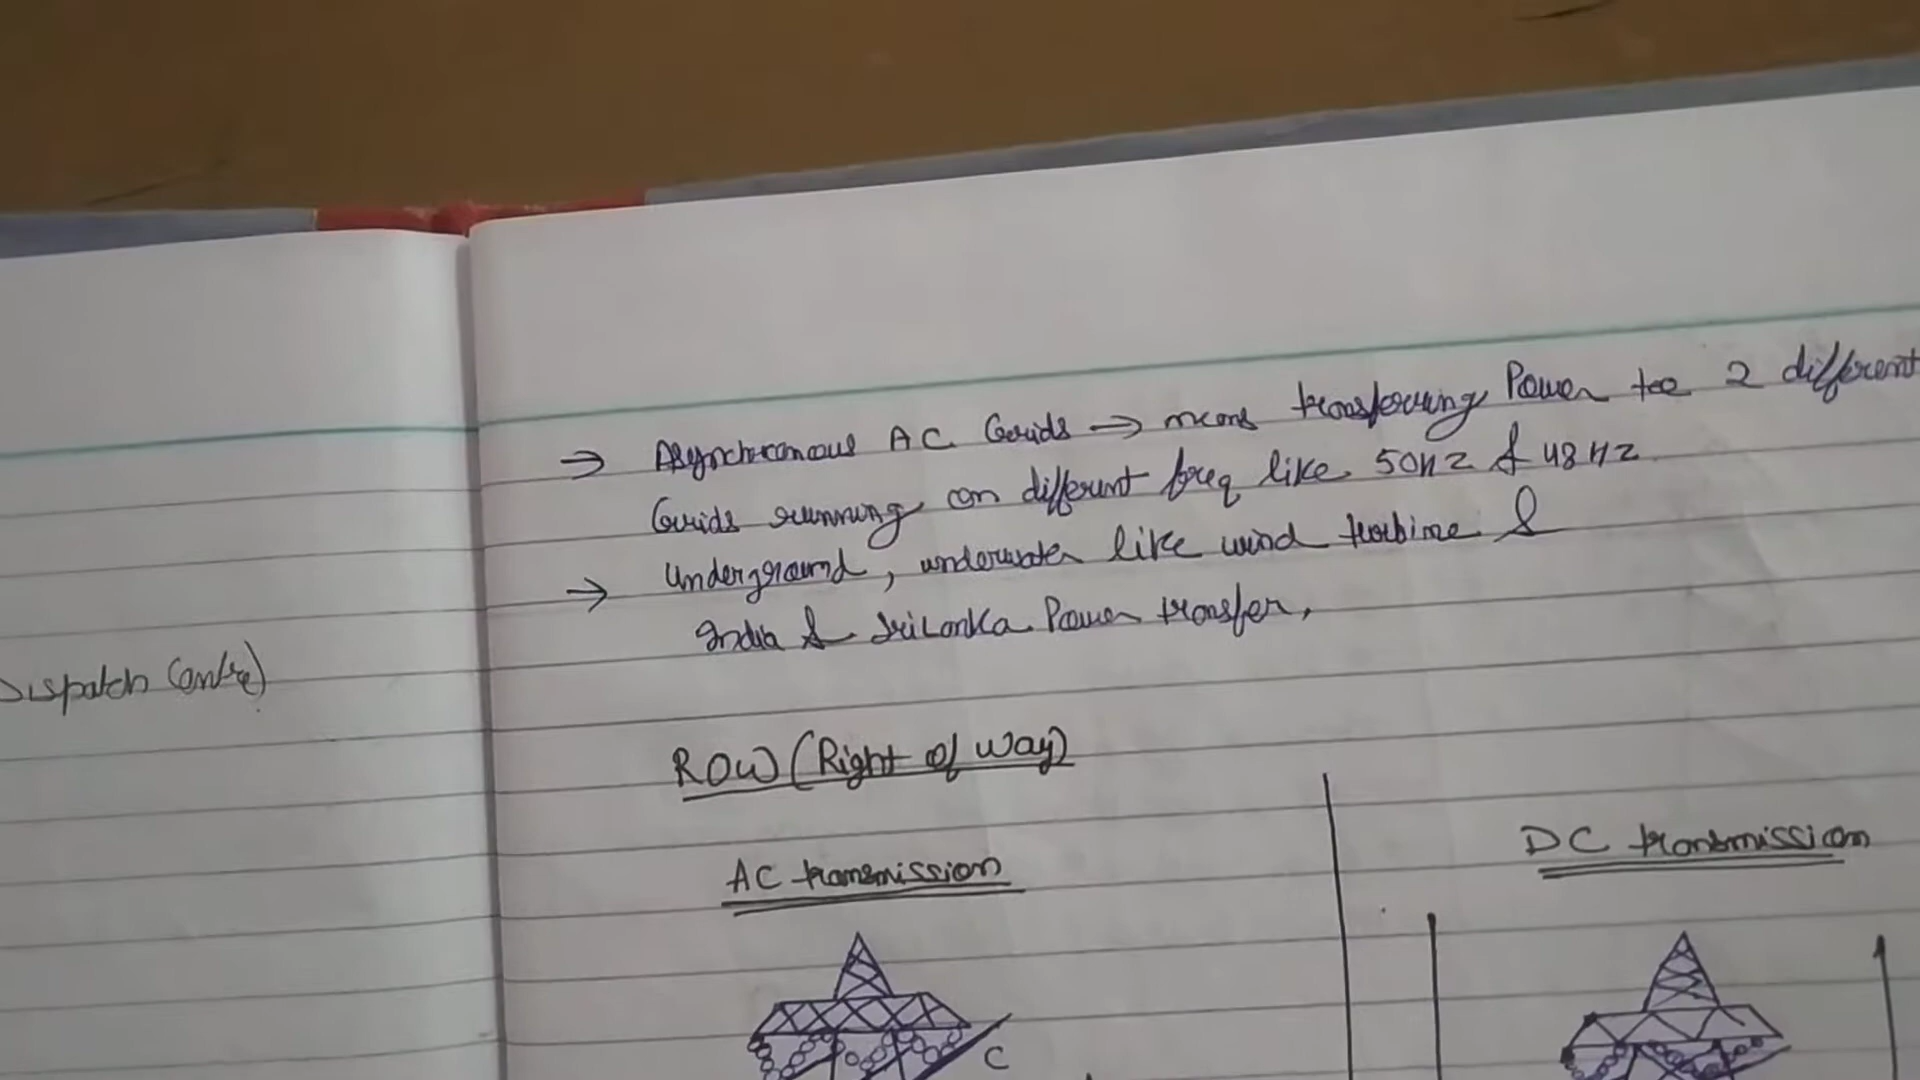 Dispatch Centre)
→ Asynchronous AC Grids → means transferring Power to 2 different
Grids running on different freq like 50HZ & 48HZ
→ Underground, underwater like wind turbine &
India & SriLanka Power transfer,
ROW (Right of Way)
AC transmission
DC transmission
C